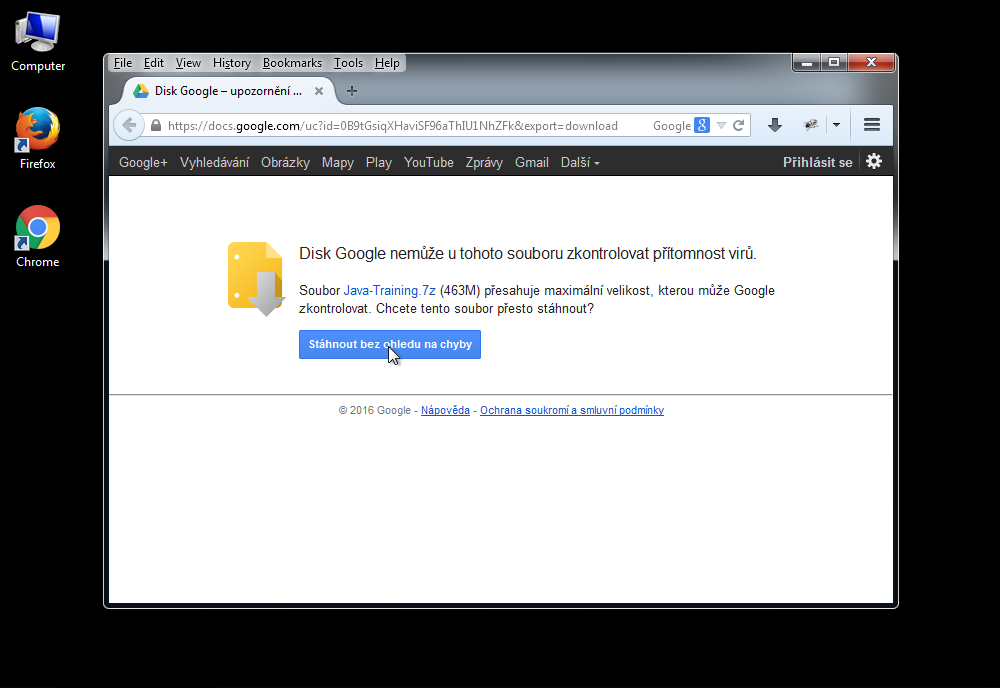 Computer
Firefox
Chrome
File Edit View History Bookmarks Tools Help
Disk Google – upozornění ...
https://docs.google.com/uc?id=0B9tGsiqXHaviSF96aThIU1NhZFk&export=download
Google
Google+ Vyhledávání Obrázky Mapy Play YouTube Zprávy Gmail Další
Přihlásit se
Disk Google nemůže u tohoto souboru zkontrolovat přítomnost virů.
Soubor Java-Training.7z (463M) přesahuje maximální velikost, kterou může Google
zkontrolovat. Chcete tento soubor přesto stáhnout?
Stáhnout bez ohledu na chyby
© 2016 Google - Nápověda - Ochrana soukromí a smluvní podmínky